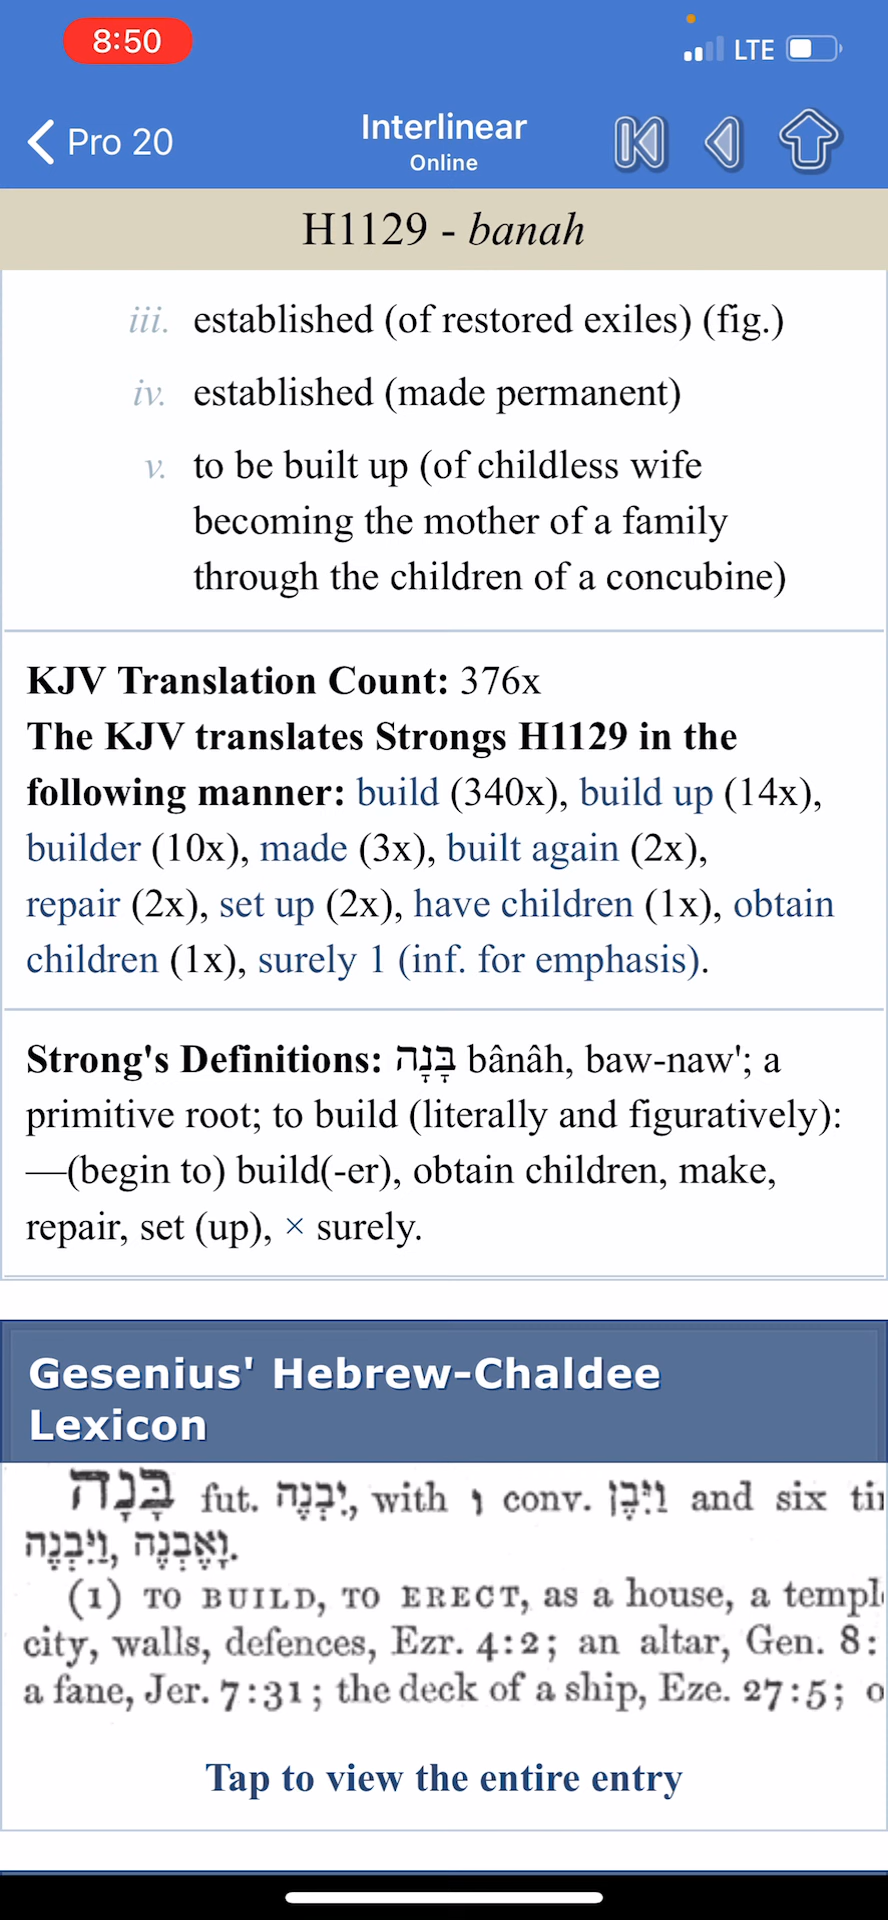 8:50
LTE
Pro 20
Interlinear
Online
H1129 - banah
iii. established (of restored exiles) (fig.)
iv. established (made permanent)
v. to be built up (of childless wife
becoming the mother of a family
through the children of a concubine)
KJV Translation Count: 376x
The KJV translates Strongs H1129 in the
following manner: build (340x), build up (14x),
builder (10x), made (3x), built again (2x),
repair (2x), set up (2x), have children (1x), obtain
children (1x), surely 1 (inf. for emphasis).
Strong's Definitions: בָּנָה bânâh, baw-naw'; a
primitive root; to build (literally and figuratively):
—(begin to) build(-er), obtain children, make,
repair, set (up), × surely.
Gesenius' Hebrew-Chaldee
Lexicon
בָּנָה fut. יִבְנֶה, with ו conv. וַיִּבֶן and six
וַיִּבְנֶה, וָאֶבְנֶה.
(1) TO BUILD, TO ERECT, as a house, a
city, walls, defences, Ezr. 4:2; an altar, Gen. 8:
a fane, Jer. 7:31; the deck of a ship, Eze. 27:5;
Tap to view the entire entry